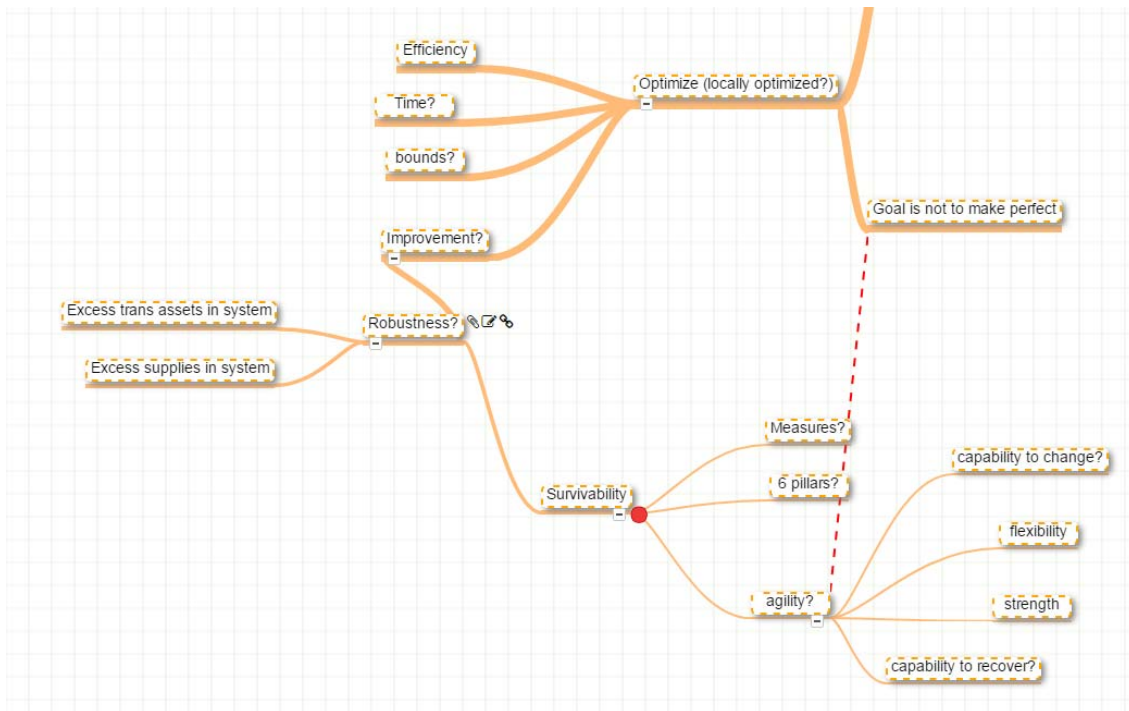 Efficiency
Optimize (locally optimized?)
Time?
bounds?
Goal is not to make perfect
Improvement?
Excess trans assets in system
Robustness?
Excess supplies in system
Measures?
capability to change?
6 pillars?
Survivability
flexibility
agility?
strength
capability to recover?